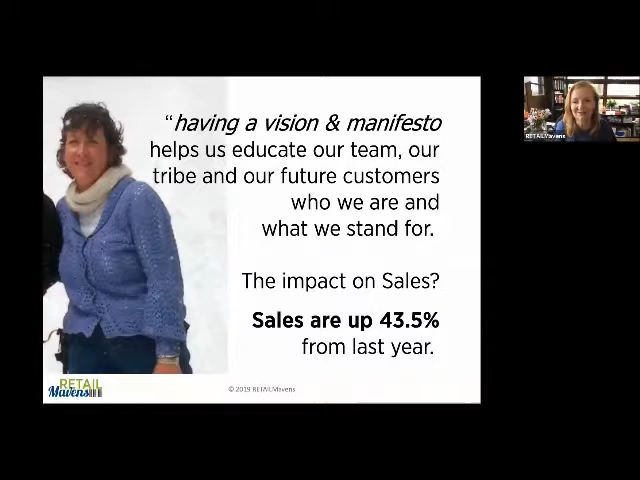 “having a vision & manifesto
helps us educate our team, our
tribe and our future customers
who we are and
what we stand for.
The impact on Sales?
Sales are up 43.5%
from last year.
RETAIL
Mavens
© 2019 RETAILMavens
RETAILMavens